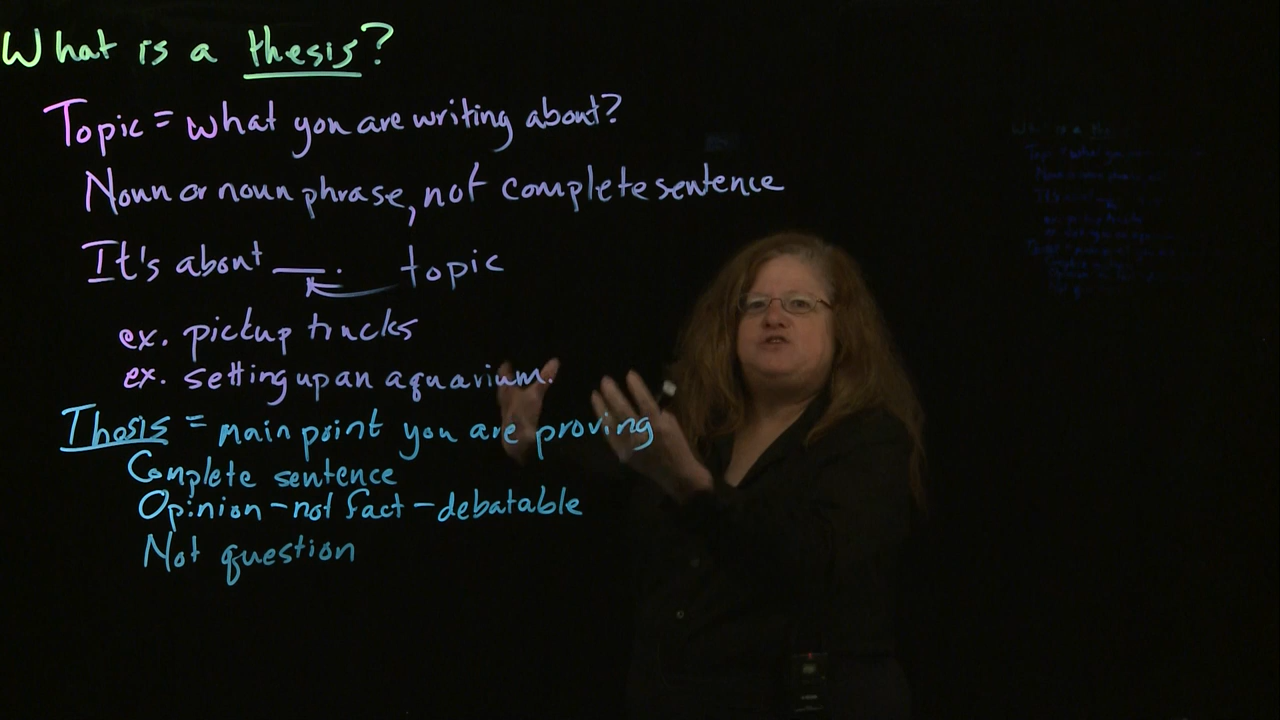 What is a thesis?
Topic = what you are writing about?
Noun or noun phrase, not complete sentence
It's about ___. topic
ex. pickup trucks
ex. setting up an aquarium.
Thesis = main point you are proving
Complete sentence
Opinion - not fact - debatable
Not question